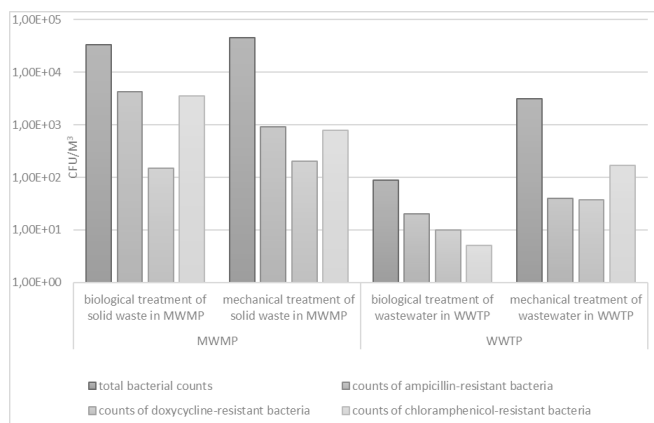 1,00E+05
1,00E+04
1,00E+03
1,00E+02
1,00E+01
1,00E+00
CFU/M³
biological treatment of solid waste in MWMP
mechanical treatment of solid waste in MWMP
biological treatment of wastewater in WWTP
mechanical treatment of wastewater in WWTP
MWMP
WWTP
total bacterial counts
counts of ampicillin-resistant bacteria
counts of doxycycline-resistant bacteria
counts of chloramphenicol-resistant bacteria